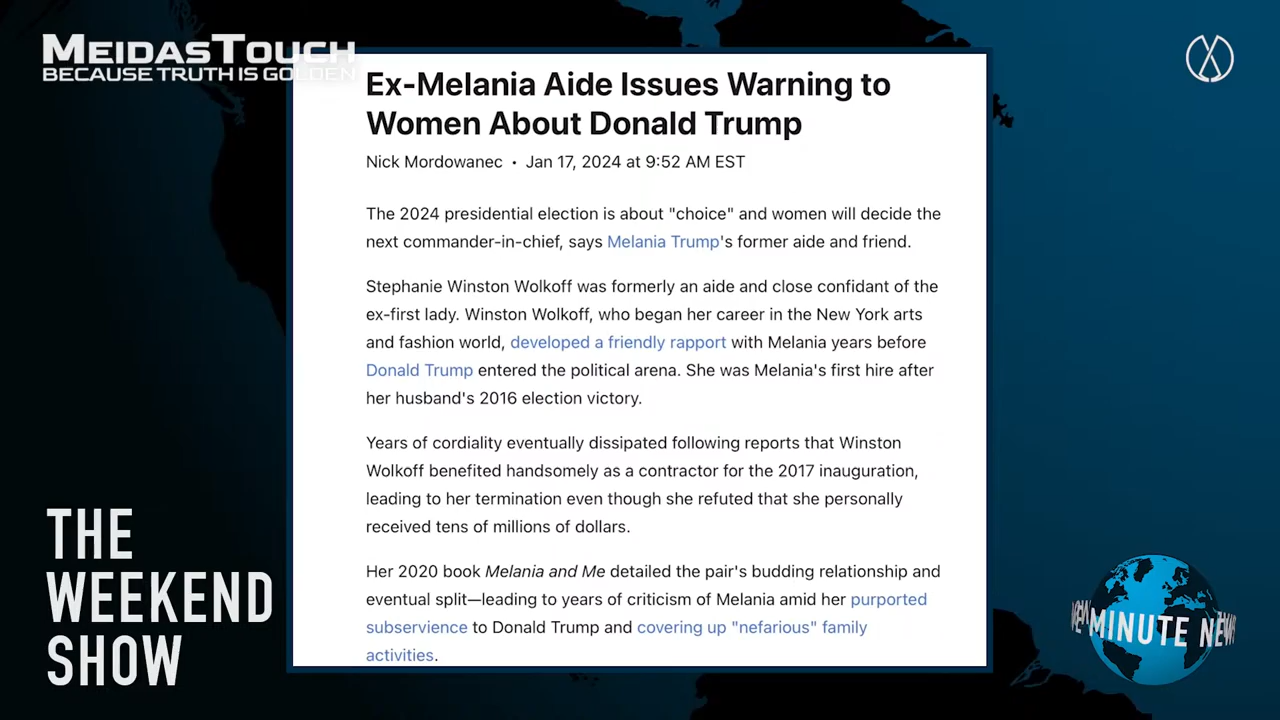 MEIDASTOUCH
BECAUSE TRUTH IS GOLDEN
Ex-Melania Aide Issues Warning to
Women About Donald Trump
Nick Mordowanec • Jan 17, 2024 at 9:52 AM EST
The 2024 presidential election is about "choice" and women will decide the
next commander-in-chief, says Melania Trump's former aide and friend.
Stephanie Winston Wolkoff was formerly an aide and close confidant of the
ex-first lady. Winston Wolkoff, who began her career in the New York arts
and fashion world, developed a friendly rapport with Melania years before
Donald Trump entered the political arena. She was Melania's first hire after
her husband's 2016 election victory.
Years of cordiality eventually dissipated following reports that Winston
Wolkoff benefited handsomely as a contractor for the 2017 inauguration,
leading to her termination even though she refuted that she personally
received tens of millions of dollars.
Her 2020 book Melania and Me detailed the pair's budding relationship and
eventual split—leading to years of criticism of Melania amid her purported
subservience to Donald Trump and covering up "nefarious" family
activities.
THE
WEEKEND
SHOW
MINUTE NEWS